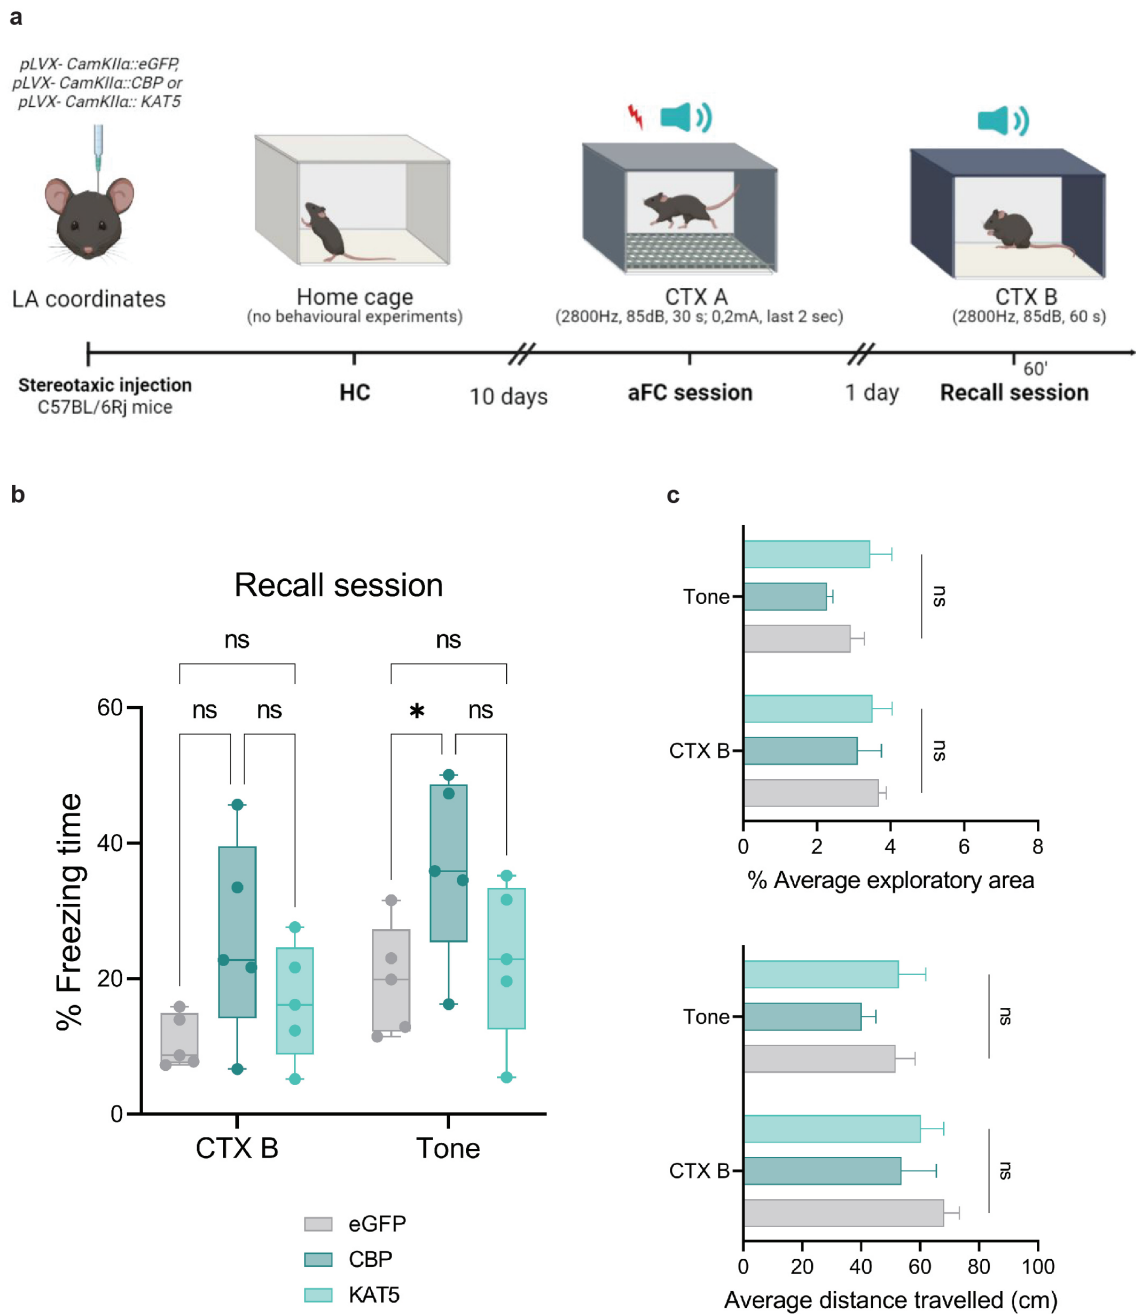 a
pLVX- CamKIIα::eGFP,
pLVX- CamKIIα::CBP or
pLVX- CamKIIα:: KAT5
LA coordinates
Home cage
(no behavioural experiments)
CTX A
(2800Hz, 85dB, 30 s; 0,2mA, last 2 sec)
CTX B
(2800Hz, 85dB, 60 s)
Stereotaxic injection
C57BL/6Rj mice
HC
10 days
aFC session
1 day
60'
Recall session
b
Recall session
ns
ns
ns
ns
ns
*
ns
60
40
20
0
% Freezing time
CTX B
Tone
eGFP
CBP
KAT5
c
Tone
ns
CTX B
ns
0 2 4 6 8
% Average exploratory area
Tone
ns
CTX B
ns
0 20 40 60 80 100
Average distance travelled (cm)